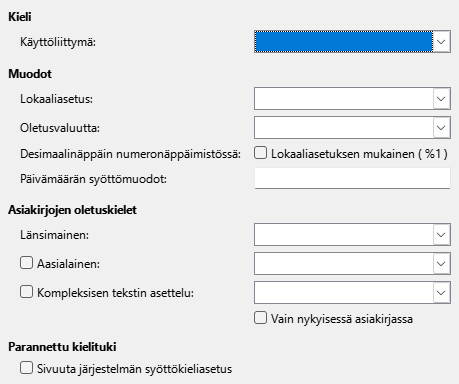 Kieli
Käyttöliittymä:
Muodot
Lokaaliasetus:
Oletusvaluutta:
Desimaalinäppäin numeronäppäimistössä: Lokaaliasetuksen mukainen ( %1 )
Päivämäärän syöttömuodot:
Asiakirjojen oletuskielet
Länsimainen:
Aasialainen:
Kompleksisen tekstin asettelu:
Vain nykyisessä asiakirjassa
Parannettu kielituki
Sivuuta järjestelmän syöttökieliasetus